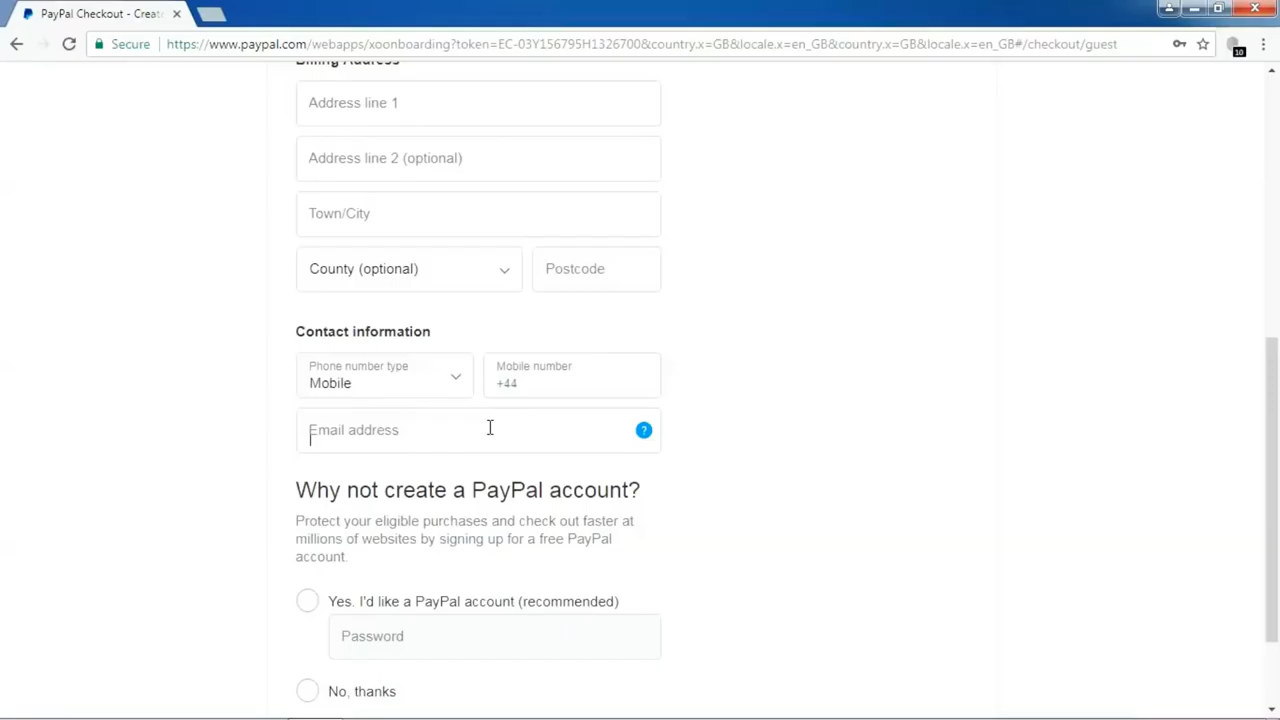 PayPal Checkout - Creat
Secure
https://www.paypal.com/webapps/xoonboarding?token=EC-03Y156795H1326700&country.x=GB&locale.x=en_GB&country.x=GB&locale.x=en_GB#/checkout/guest
10
Billing Address
Address line 1
Address line 2 (optional)
Town/City
County (optional)
Postcode
Contact information
Phone number type
Mobile
Mobile number
+44
Email address
?
Why not create a PayPal account?
Protect your eligible purchases and check out faster at
millions of websites by signing up for a free PayPal
account.
Yes. I'd like a PayPal account (recommended)
Password
No, thanks